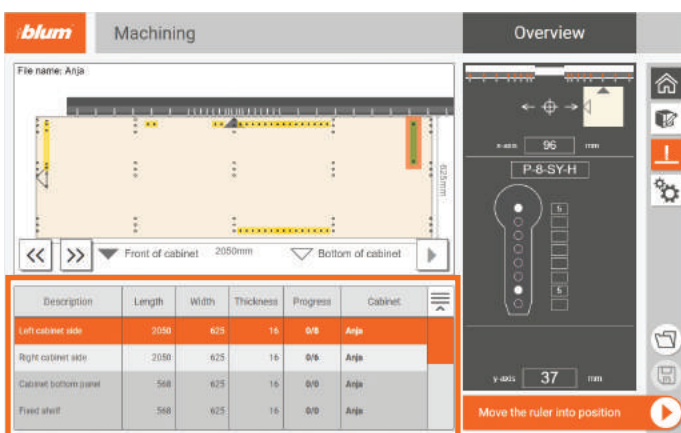 blum
Machining
Overview
File name: Anja
625mm
Front of cabinet
2050mm
Bottom of cabinet
Description Length Width Thickness Progress Cabinet
Left cabinet side 2050 625 16 0/8 Anja
Right cabinet side 2050 625 16 0/6 Anja
Cabinet bottom panel 568 625 16 0/0 Anja
Fixed shelf 568 625 16 0/0 Anja
x-axis 96 mm
P-8-SY-H
5
5
y-axis 37 mm
Move the ruler into position